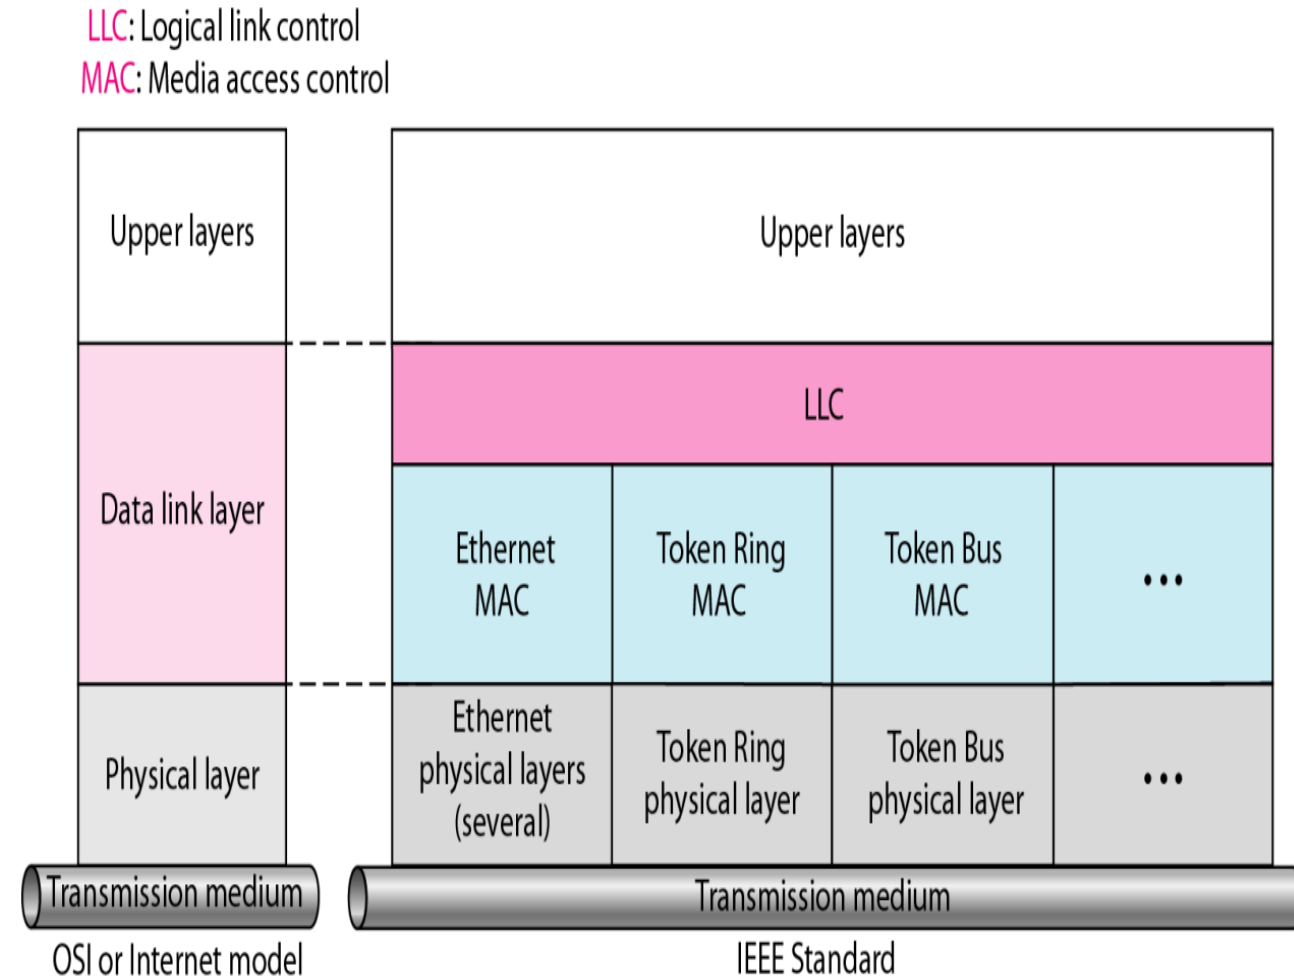 LLC: Logical link control
MAC: Media access control
Upper layers
Data link layer
Physical layer
Transmission medium
OSI or Internet model
Upper layers
LLC
Ethernet
MAC
Token Ring
MAC
Token Bus
MAC
...
Ethernet
physical layers
(several)
Token Ring
physical layer
Token Bus
physical layer
...
Transmission medium
IEEE Standard